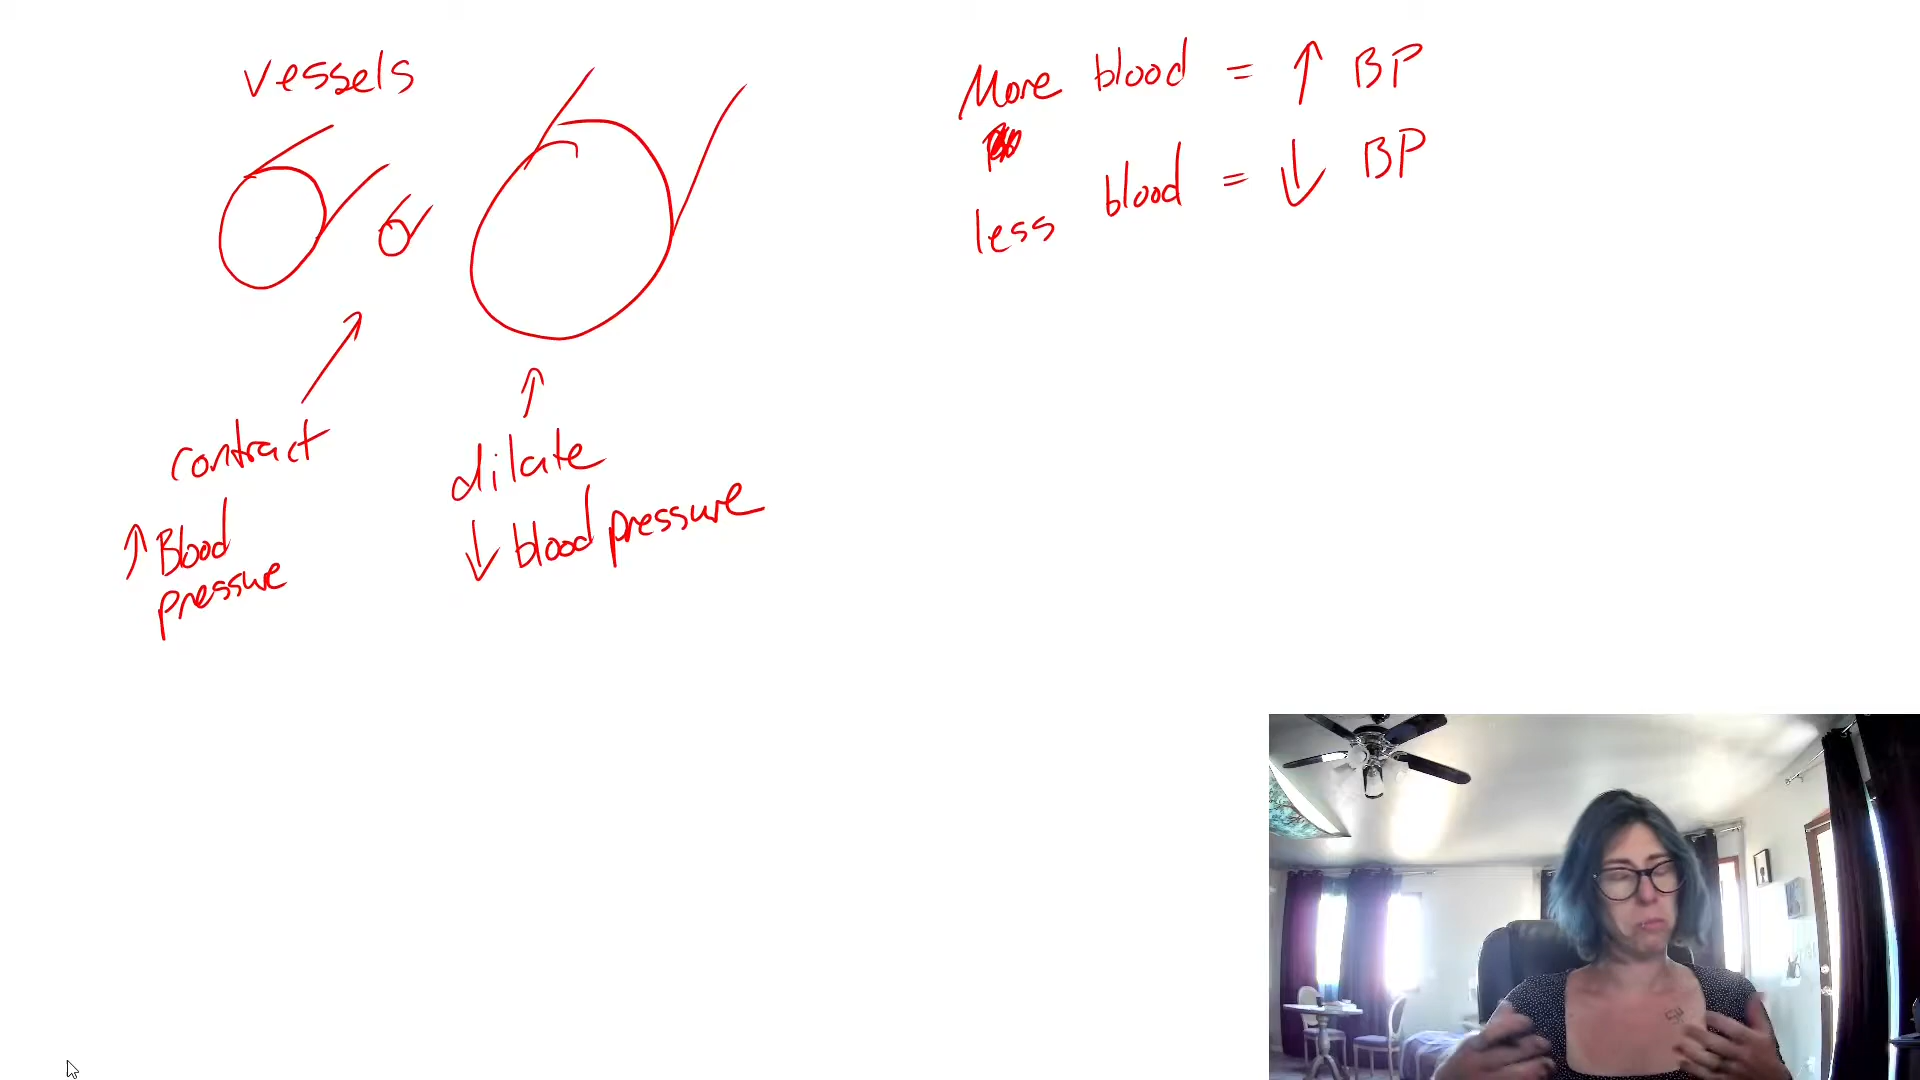 vessels
contract
↑ Blood
pressure
dilate
↓ blood pressure
More blood = ↑ BP
less blood = ↓ BP